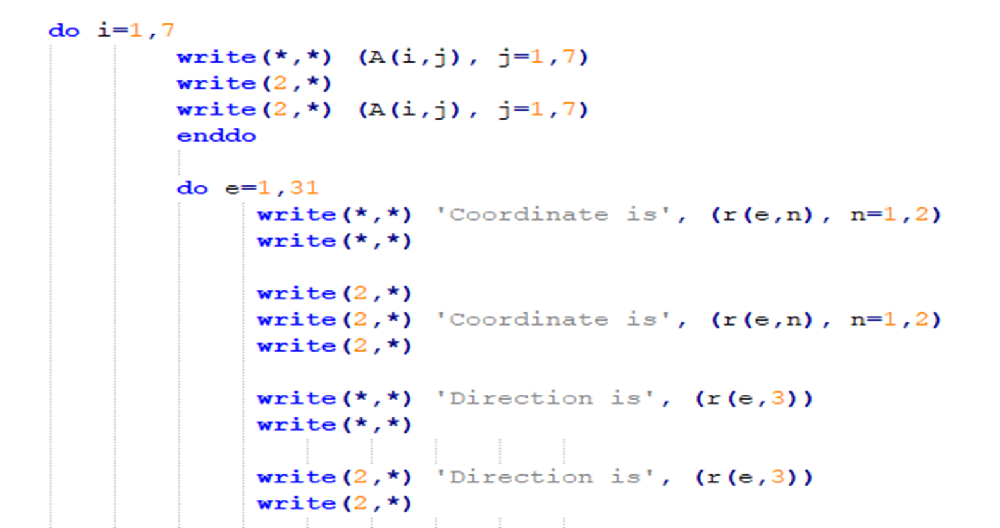 do i=1,7
write(*,*) (A(i,j), j=1,7)
write(2,*)
write(2,*) (A(i,j), j=1,7)
enddo
do e=1,31
write(*,*) 'Coordinate is', (r(e,n), n=1,2)
write(*,*)
write(2,*)
write(2,*) 'Coordinate is', (r(e,n), n=1,2)
write(2,*)
write(*,*) 'Direction is', (r(e,3))
write(*,*)
write(2,*) 'Direction is', (r(e,3))
write(2,*)